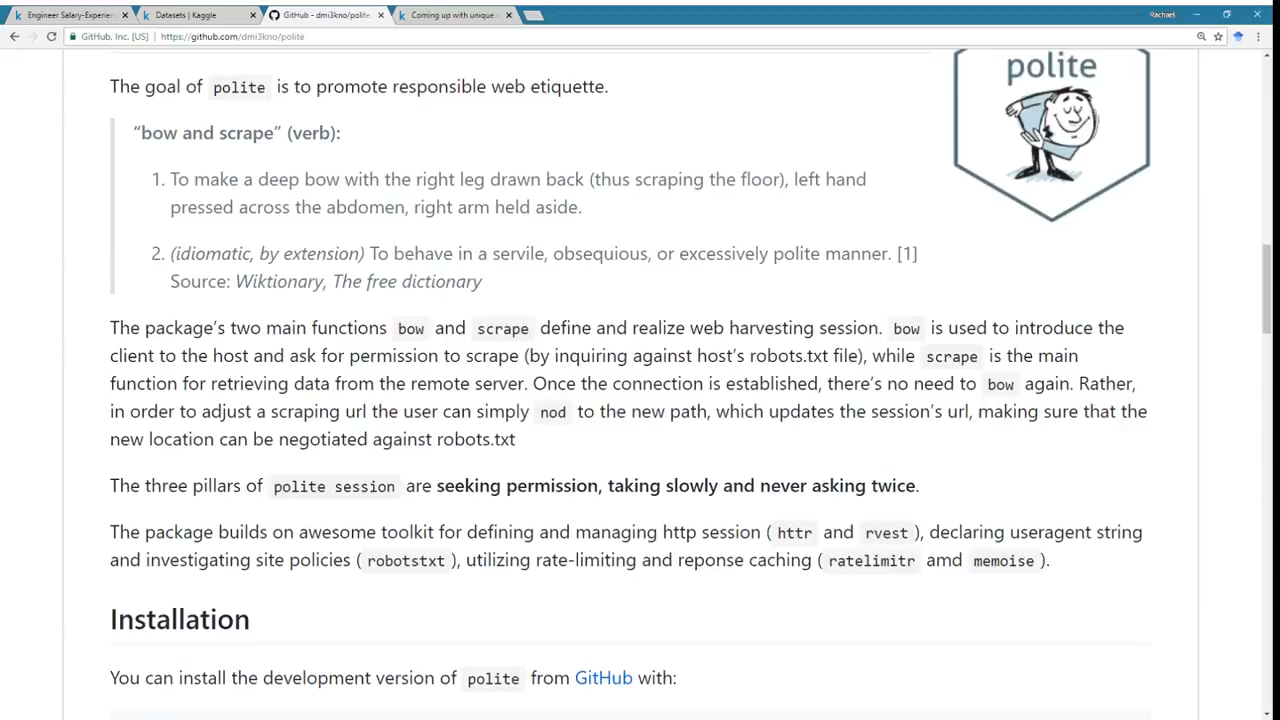 Engineer Salary-Experien
Datasets | Kaggle
GitHub - dmi3kno/polite
Coming up with unique
Rachael
GitHub, Inc. [US] | https://github.com/dmi3kno/polite
polite
The goal of polite is to promote responsible web etiquette.
“bow and scrape” (verb):
1. To make a deep bow with the right leg drawn back (thus scraping the floor), left hand
pressed across the abdomen, right arm held aside.
2. (idiomatic, by extension) To behave in a servile, obsequious, or excessively polite manner. [1]
Source: Wiktionary, The free dictionary
The package’s two main functions bow and scrape define and realize web harvesting session. bow is used to introduce the
client to the host and ask for permission to scrape (by inquiring against host’s robots.txt file), while scrape is the main
function for retrieving data from the remote server. Once the connection is established, there’s no need to bow again. Rather,
in order to adjust a scraping url the user can simply nod to the new path, which updates the session’s url, making sure that the
new location can be negotiated against robots.txt
The three pillars of polite session are seeking permission, taking slowly and never asking twice.
The package builds on awesome toolkit for defining and managing http session ( httr and rvest ), declaring useragent string
and investigating site policies ( robotstxt ), utilizing rate-limiting and reponse caching ( ratelimitr amd memoise ).
Installation
You can install the development version of polite from GitHub with: